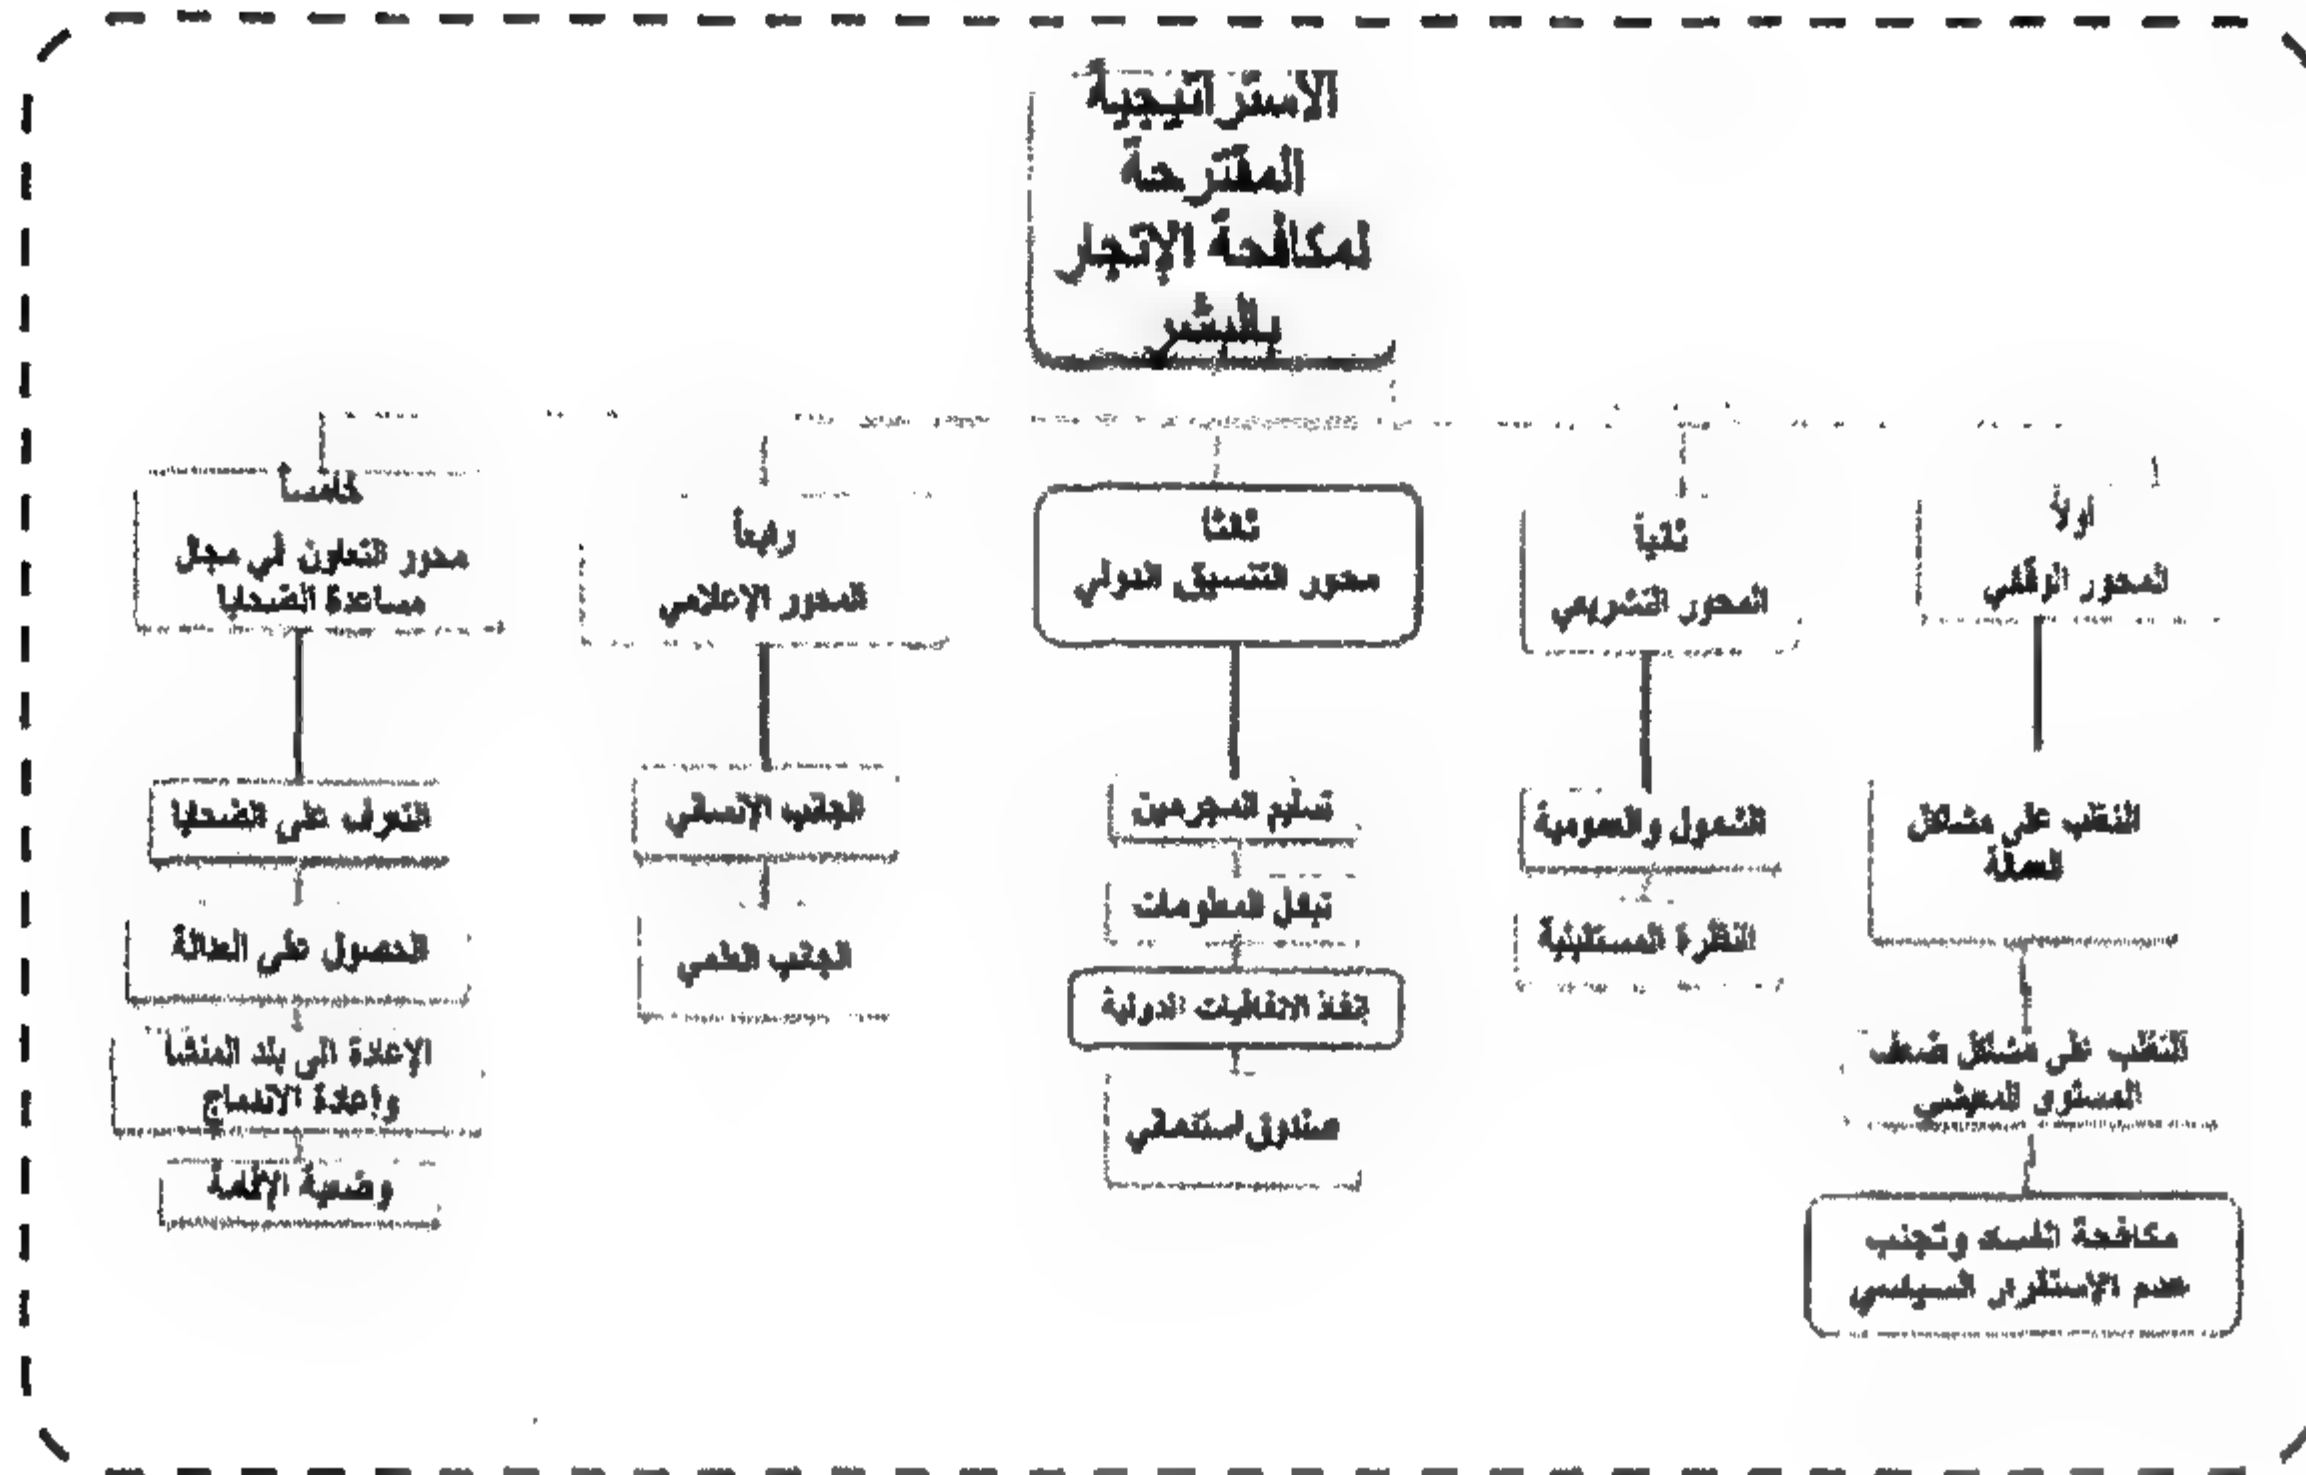 الاستراتيجية
المقترحة
لمكافحة الإتجار
بالبشر
أولاً
المحور الوقائي
التغلب على مشاكل
العمالة
التغلب على مشاكل ضعف
المستوى المعيشي
مكافحة الفساد وتجنب
عدم الإستقرار السياسي
ثانياً
المحور التشريعي
الشمول والعمومية
النظرة المستقبلية
ثالثاً
محور التنسيق الدولي
تسليم المجرمين
تبادل المعلومات
إنفاذ الاتفاقيات الدولية
صندوق استئماني
رابعاً
المحور الإعلامي
الجانب الإنساني
الجانب العلمي
خامساً
محور التعاون في مجال
مساعدة الضحايا
التعرف على الضحايا
الحصول على العدالة
الإعادة الى بلد المنشأ
وإعادة الاندماج
وضعية الإقامة